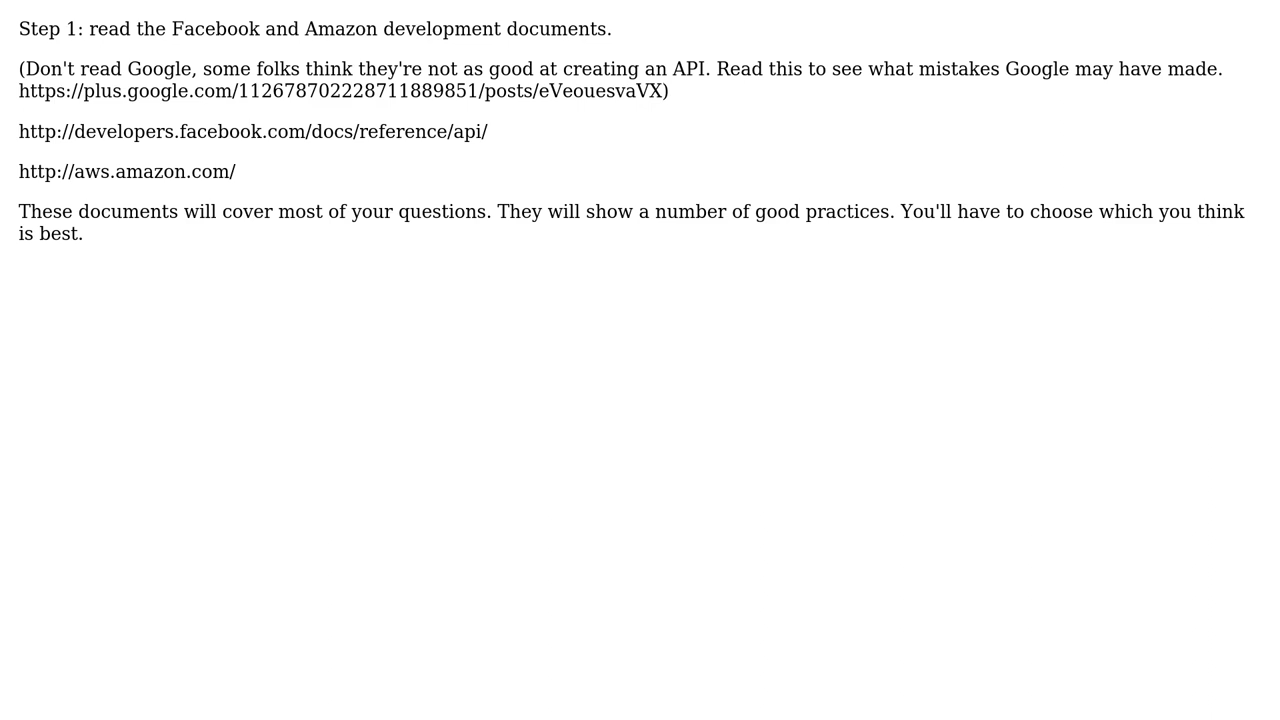 Step 1: read the Facebook and Amazon development documents.
(Don't read Google, some folks think they're not as good at creating an API. Read this to see what mistakes Google may have made.
https://plus.google.com/112678702228711889851/posts/eVeouesvaVX)
http://developers.facebook.com/docs/reference/api/
http://aws.amazon.com/
These documents will cover most of your questions. They will show a number of good practices. You'll have to choose which you think
is best.